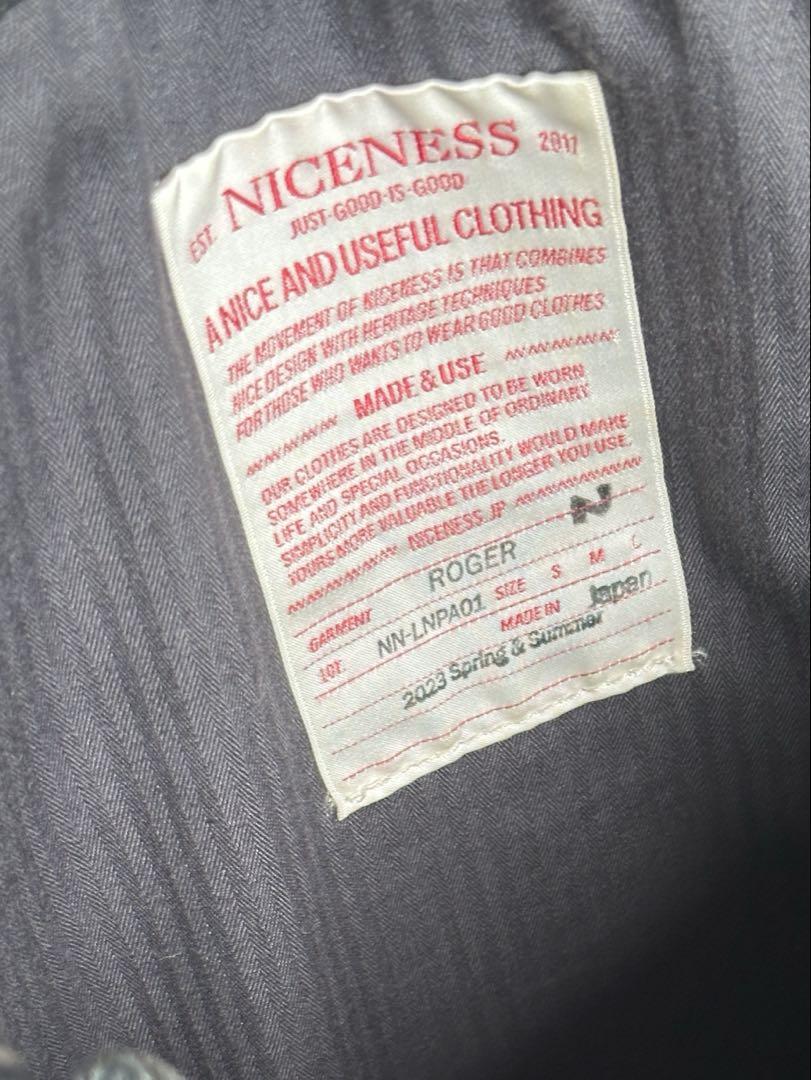 EST. NICENESS 2017
JUST-GOOD-IS-GOOD
A NICE AND USEFUL CLOTHING
THE MOVEMENT OF NICENESS IS THAT COMBINES
NICE DESIGN WITH HERITAGE TECHNIQUES
FOR THOSE WHO WANTS TO WEAR GOOD CLOTHES
MADE & USE
OUR CLOTHES ARE DESIGNED TO BE WORN
SOMEWHERE IN THE MIDDLE OF ORDINARY
LIFE AND SPECIAL OCCASIONS.
SIMPLICITY AND FUNCTIONALITY WOULD MAKE
YOURS MORE VALUABLE THE LONGER YOU USE.
NICENESS JP
N
GARMENT ROGER
LOT. NN-LNPA01 SIZE S M L
MADE IN Japan
2023 Spring & Summer